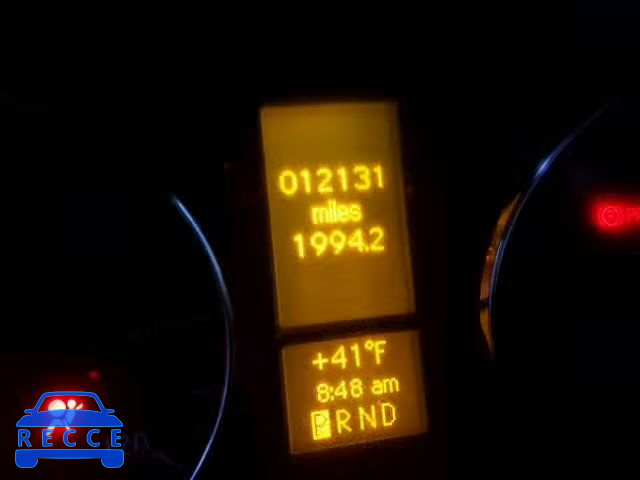 012131
miles
1994.2
+41°F
8:48 am
PRND
RECCE